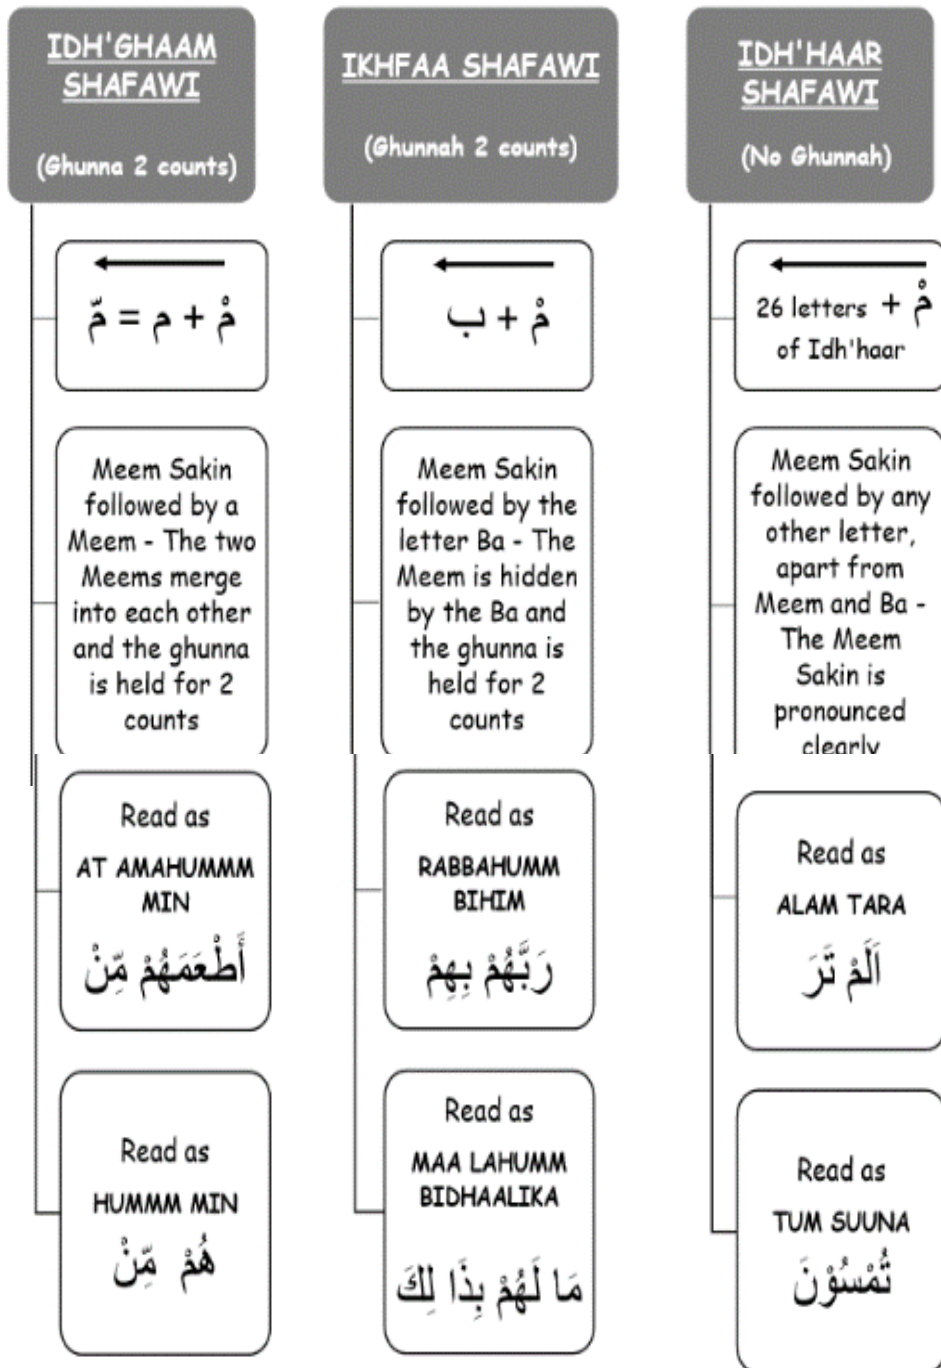 IDH'GHAAM
SHAFAWI
(Ghunna 2 counts)
مْ + م = مّ
Meem Sakin
followed by a
Meem - The two
Meems merge
into each other
and the ghunna
is held for 2
counts
Read as
AT AMAHUMMM
MIN
أَطْعَمَهُمْ مِّنْ
Read as
HUMMM MIN
هُمْ مِّنْ
IKHFAA SHAFAWI
(Ghunnah 2 counts)
مْ + ب
Meem Sakin
followed by the
letter Ba - The
Meem is hidden
by the Ba and
the ghunna is
held for 2
counts
Read as
RABBAHUMM
BIHIM
رَبَّهُمْ بِهِمْ
Read as
MAA LAHUMM
BIDHAALIKA
مَا لَهُمْ بِذَا لِكَ
IDH'HAAR
SHAFAWI
(No Ghunnah)
26 letters + مْ
of Idh'haar
Meem Sakin
followed by any
other letter,
apart from
Meem and Ba -
The Meem
Sakin is
pronounced
clearly
Read as
ALAM TARA
اَلَمْ تَرَ
Read as
TUM SUUNA
تُمْسُوْنَ